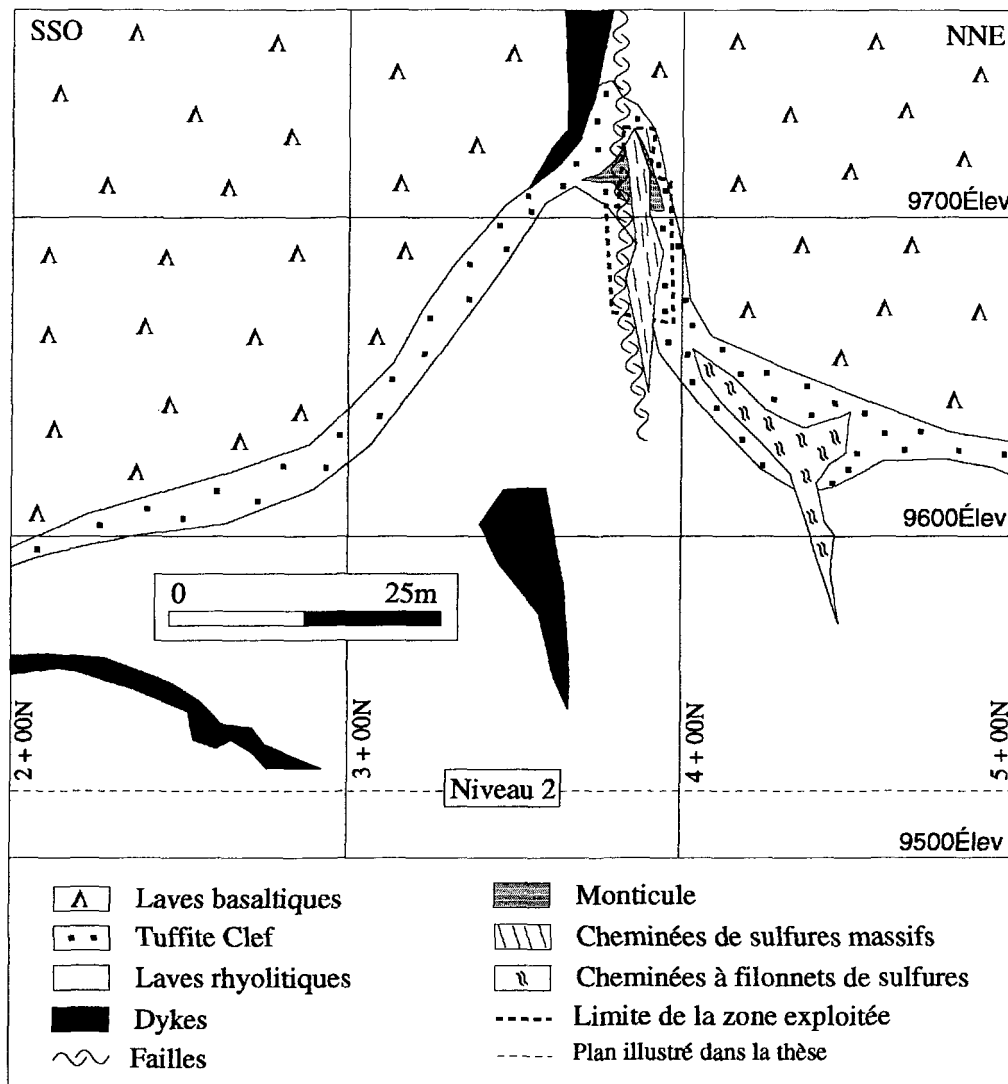 SSO
NNE
9700Élev
9600Élev
0 25m
2 + 00N
3 + 00N
4 + 00N
5 + 00N
Niveau 2
9500Élev
Laves basaltiques
Tuffite Clef
Laves rhyolitiques
Dykes
Failles
Monticule
Cheminées de sulfures massifs
Cheminées à filonnets de sulfures
Limite de la zone exploitée
Plan illustré dans la thèse